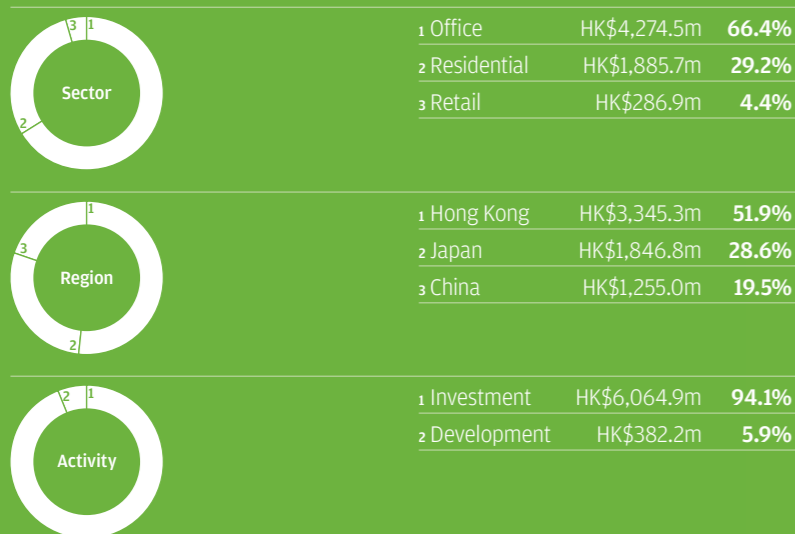 3 1
Sector
2
1 Office HK$4,274.5m 66.4%
2 Residential HK$1,885.7m 29.2%
3 Retail HK$286.9m 4.4%
1
3
Region
2
1 Hong Kong HK$3,345.3m 51.9%
2 Japan HK$1,846.8m 28.6%
3 China HK$1,255.0m 19.5%
2 1
Activity
1 Investment HK$6,064.9m 94.1%
2 Development HK$382.2m 5.9%